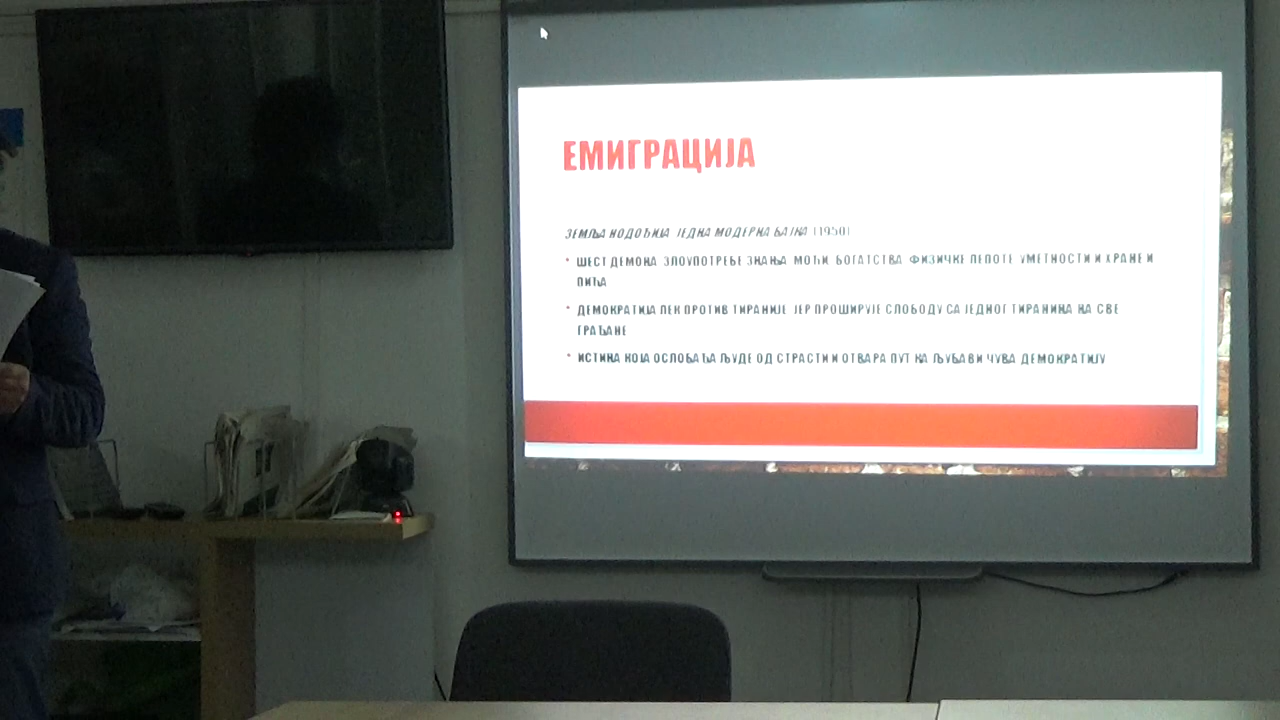 ЕМИГРАЦИЈА
ЗЕМЉА НОДОЂИЈА ЈЕДНА МОДЕРНА БАЈКА (1950)
• ШЕСТ ДЕМОНА ЗЛОУПОТРЕБЕ ЗНАЊА МОЋИ, БОГАТСТВА, ФИЗИЧКЕ ЛЕПОТЕ, УМЕТНОСТИ И ХРАНЕ И
ПИЋА
• ДЕМОКРАТИЈА ЛЕК ПРОТИВ ТИРАНИЈЕ ЈЕР ПРОШИРУЈЕ СЛОБОДУ СА ЈЕДНОГ ТИРАНИНА НА СВЕ
ГРАЂАНЕ
• ИСТИНА КОЈА ОСЛОБАЂА ЉУДЕ ОД СТРАСТИ И ОТВАРА ПУТ КА ЉУБАВИ ЧУВА ДЕМОКРАТИЈУ